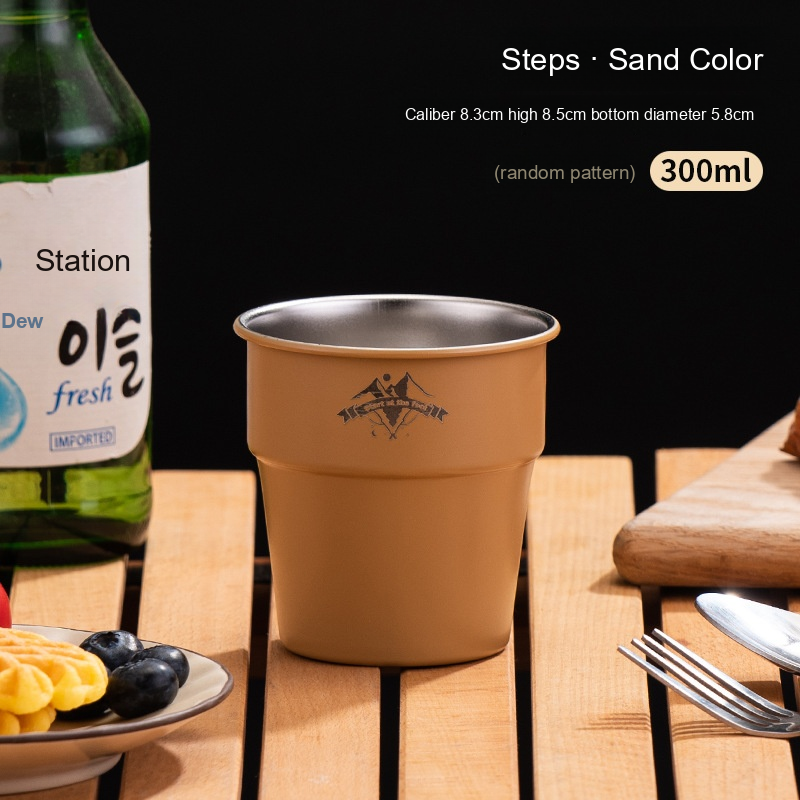 Steps · Sand Color
Caliber 8.3cm high 8.5cm bottom diameter 5.8cm
(random pattern) 300ml
Station
Dew
이슬
fresh
IMPORTED